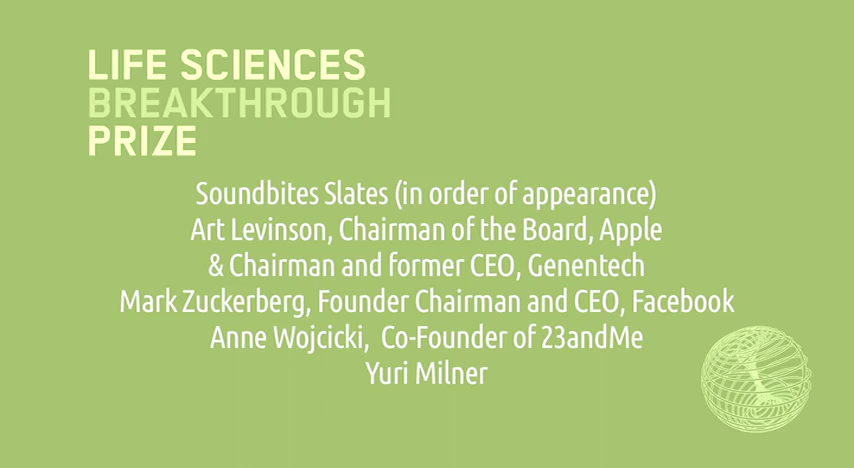 LIFE SCIENCES
BREAKTHROUGH
PRIZE
Soundbites Slates (in order of appearance)
Art Levinson, Chairman of the Board, Apple
& Chairman and former CEO, Genentech
Mark Zuckerberg, Founder Chairman and CEO, Facebook
Anne Wojcicki, Co-Founder of 23andMe
Yuri Milner